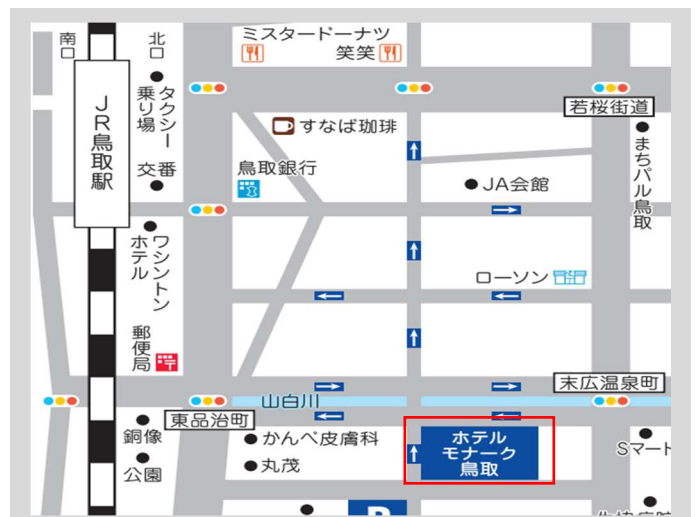 南口
北口
ミスタードーナツ
笑笑
若桜街道
タクシー
乗り場
JR鳥取駅
すなば珈琲
交番
鳥取銀行
JA会館
まちパル鳥取
ワシントン
ホテル
ローソン
郵便局
山白川
末広温泉町
東品治町
銅像
かんべ皮膚科
ホテル
モナーク
鳥取
Sマート
公園
丸茂
P